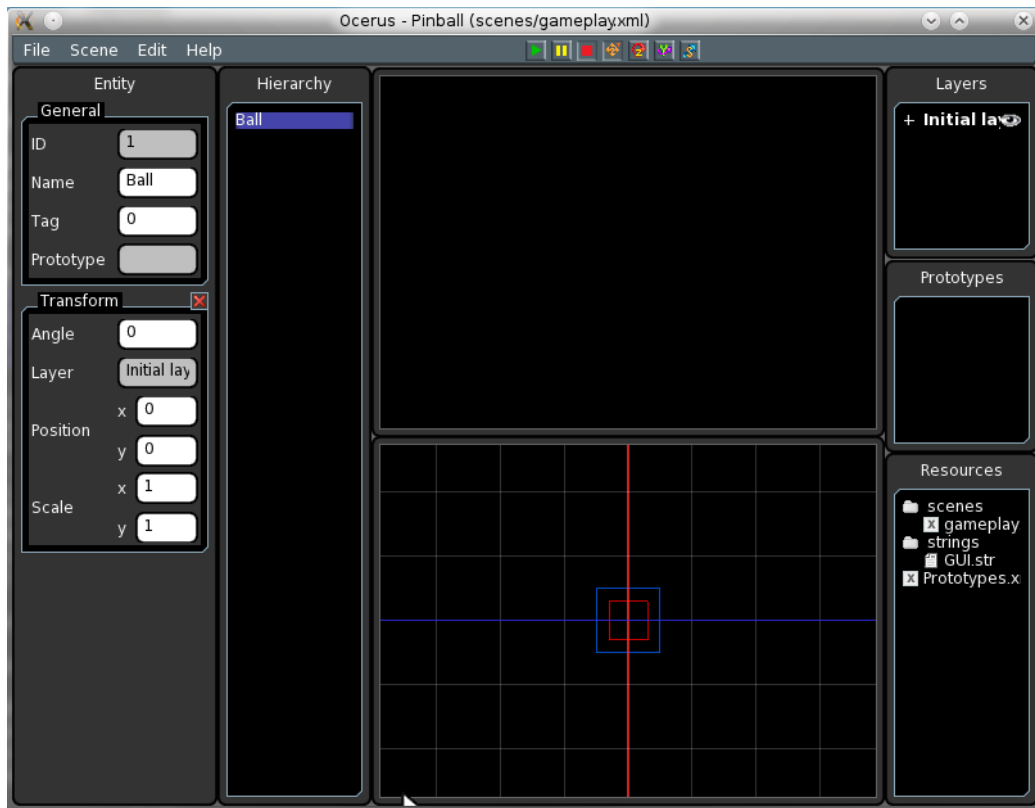 Ocerus - Pinball (scenes/gameplay.xml)
File Scene Edit Help
Entity
General
ID 1
Name Ball
Tag 0
Prototype
Transform
Angle 0
Layer Initial lay
Position x 0
y 0
Scale x 1
y 1
Hierarchy
Ball
Layers
+ Initial la
Prototypes
Resources
scenes
gameplay
strings
GUI.str
Prototypes.x